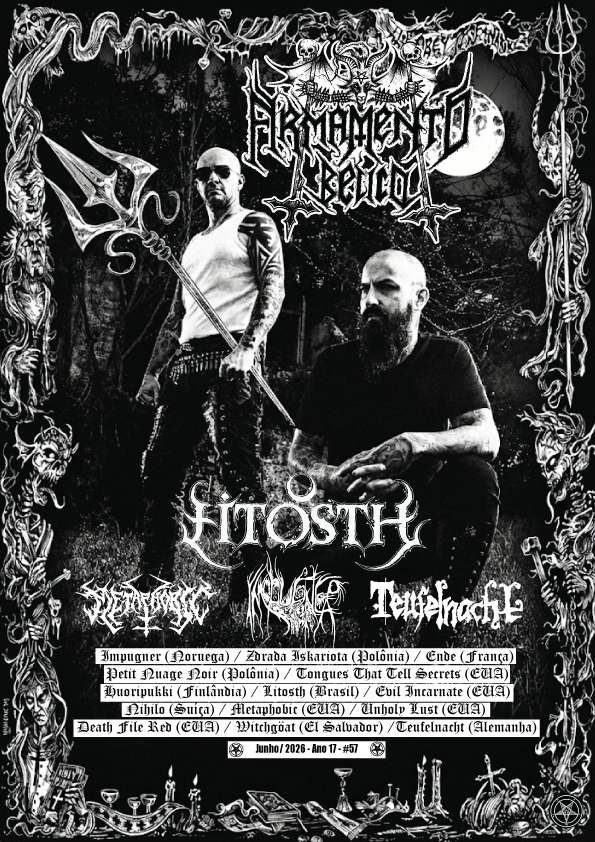 ARMAMENTO
BÉLICO
LITOSTH
METAPHOBIC
Teufelnacht
Impugner (Noruega) / Zdrada Iskariota (Polônia) / Ende (França)
Petit Nuage Noir (Polônia) / Tongues That Tell Secrets (EUA)
Huoripukki (Finlândia) / Litosth (Brasil) / Evil Incarnate (EUA)
Nihilo (Suiça) / Metaphobic (EUA) / Unholy Lust (EUA)
Death File Red (EUA) / Witchgöat (El Salvador) /Teufelnacht (Alemanha)
Junho/ 2026 - Ano 17 - #57